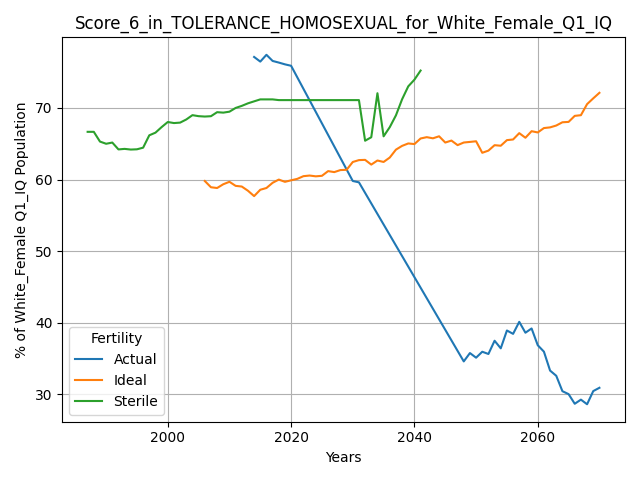 Score_6_in_TOLERANCE_HOMOSEXUAL_for_White_Female_Q1_IQ
% of White_Female Q1_IQ Population
70
60
50
40
30
Fertility
Actual
Ideal
Sterile
2000
2020
2040
2060
Years